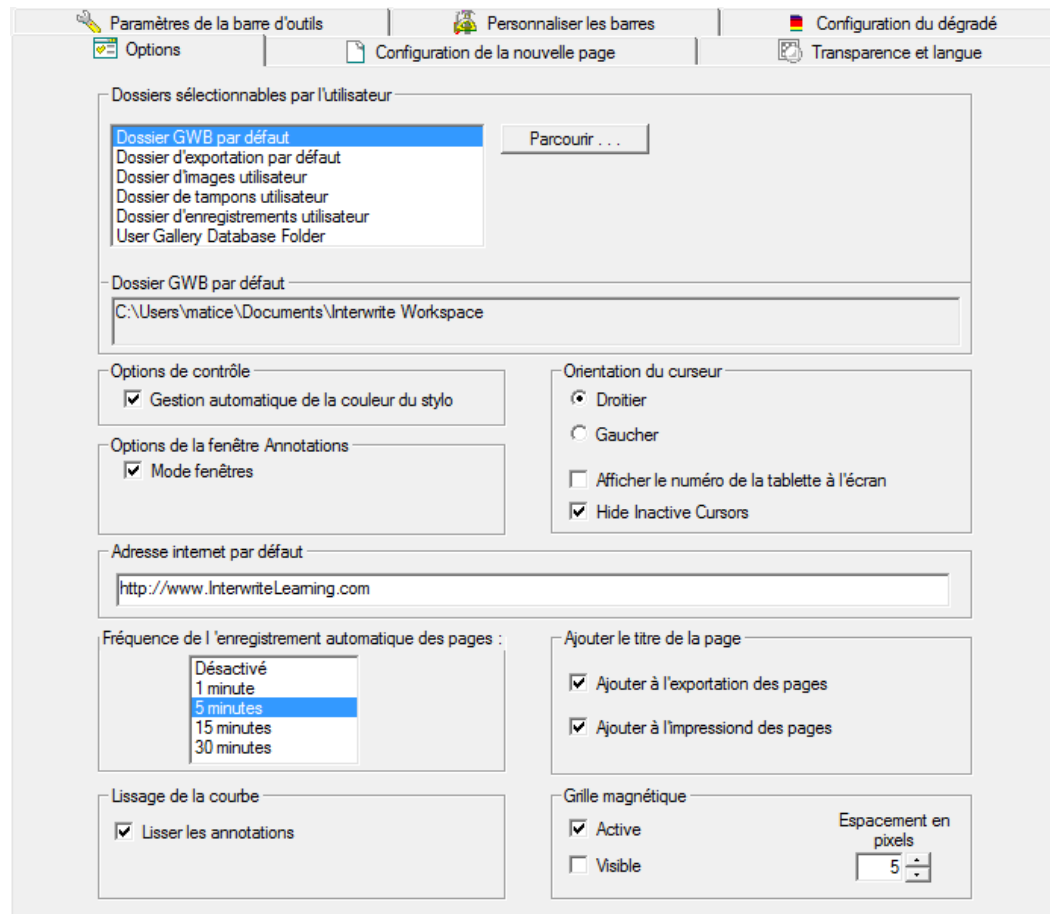 Paramètres de la barre d'outils
Personnaliser les barres
Configuration du dégradé
Options
Configuration de la nouvelle page
Transparence et langue
Dossiers sélectionnables par l'utilisateur
Dossier GWB par défaut
Parcourir . . .
Dossier d'exportation par défaut
Dossier d'images utilisateur
Dossier de tampons utilisateur
Dossier d'enregistrements utilisateur
User Gallery Database Folder
Dossier GWB par défaut
C:\Users\matice\Documents\Interwrite Workspace
Options de contrôle
Gestion automatique de la couleur du stylo
Options de la fenêtre Annotations
Mode fenêtres
Orientation du curseur
Droitier
Gaucher
Afficher le numéro de la tablette à l'écran
Hide Inactive Cursors
Adresse internet par défaut
http://www.InterwriteLearning.com
Fréquence de l 'enregistrement automatique des pages :
Désactivé
1 minute
5 minutes
15 minutes
30 minutes
Ajouter le titre de la page
Ajouter à l'exportation des pages
Ajouter à l'impressiond des pages
Lissage de la courbe
Lisser les annotations
Grille magnétique
Active
Visible
Espacement en
pixels
5